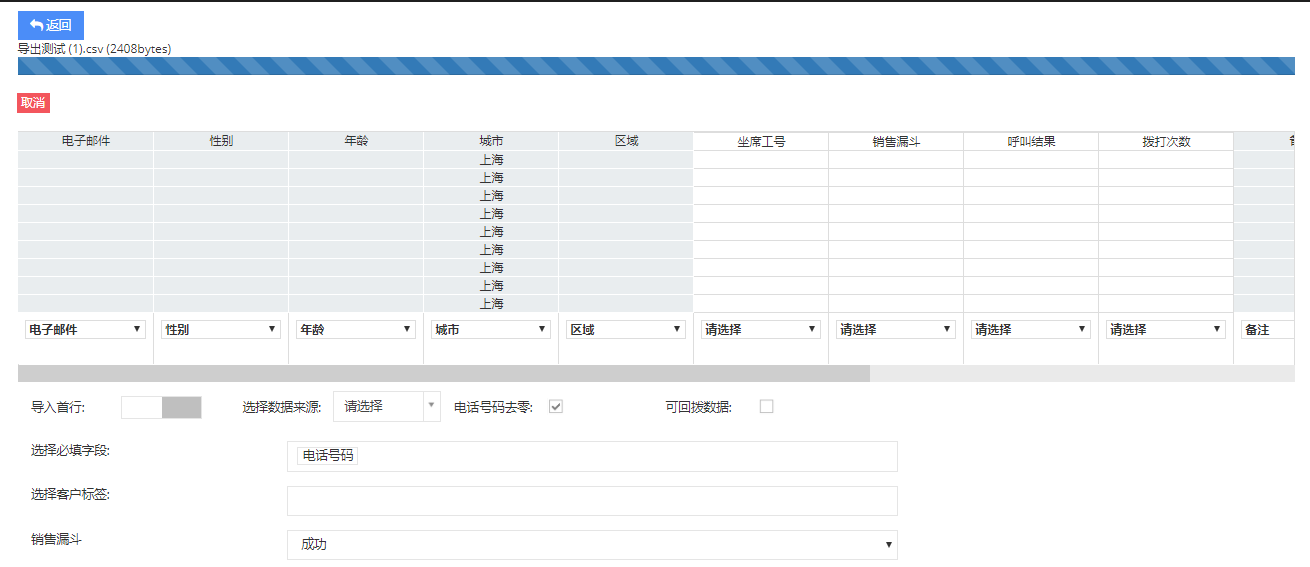 返回
导出测试 (1).csv (2408bytes)
取消
电子邮件 性别 年龄 城市 区域 坐席工号 销售漏斗 呼叫结果 拨打次数
上海
上海
上海
上海
上海
上海
上海
上海
上海
电子邮件 性别 年龄 城市 区域 请选择 请选择 请选择 请选择 备注
导入首行: 选择数据来源: 请选择 电话号码去零: 可回拨数据:
选择必填字段: 电话号码
选择客户标签:
销售漏斗 成功